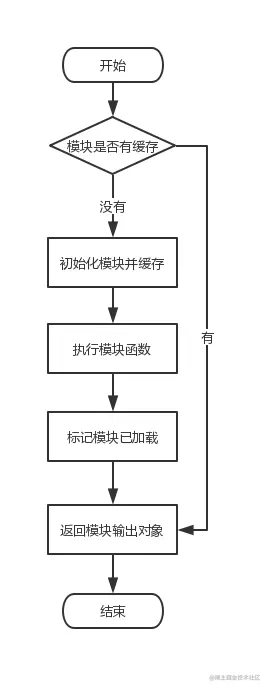 开始
模块是否有缓存
没有
初始化模块并缓存
有
执行模块函数
标记模块已加载
返回模块输出对象
结束
@稀土掘金技术社区